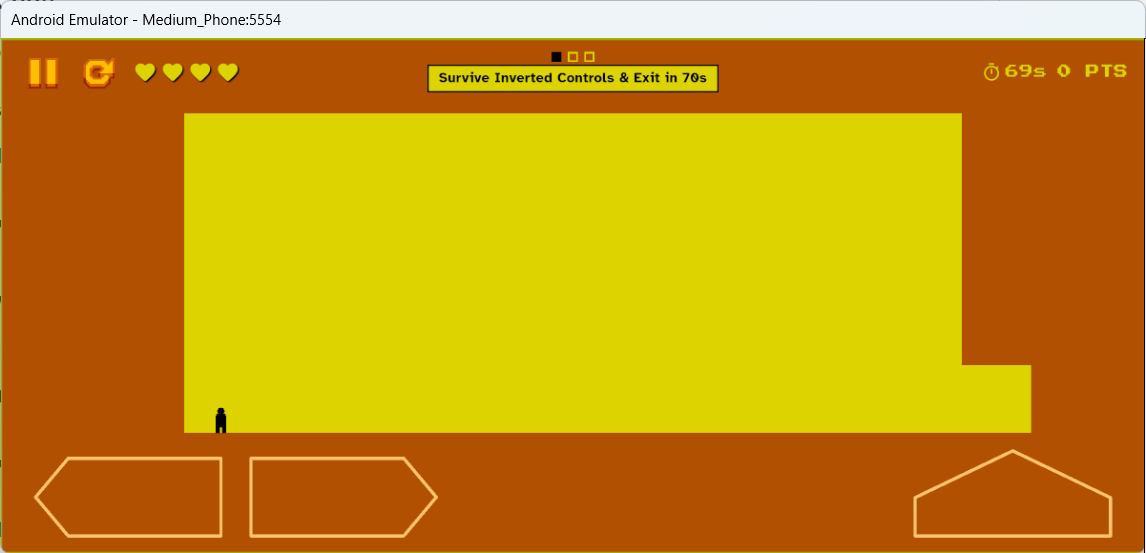 Android Emulator - Medium_Phone:5554
Survive Inverted Controls & Exit in 70s
69s 0 PTS